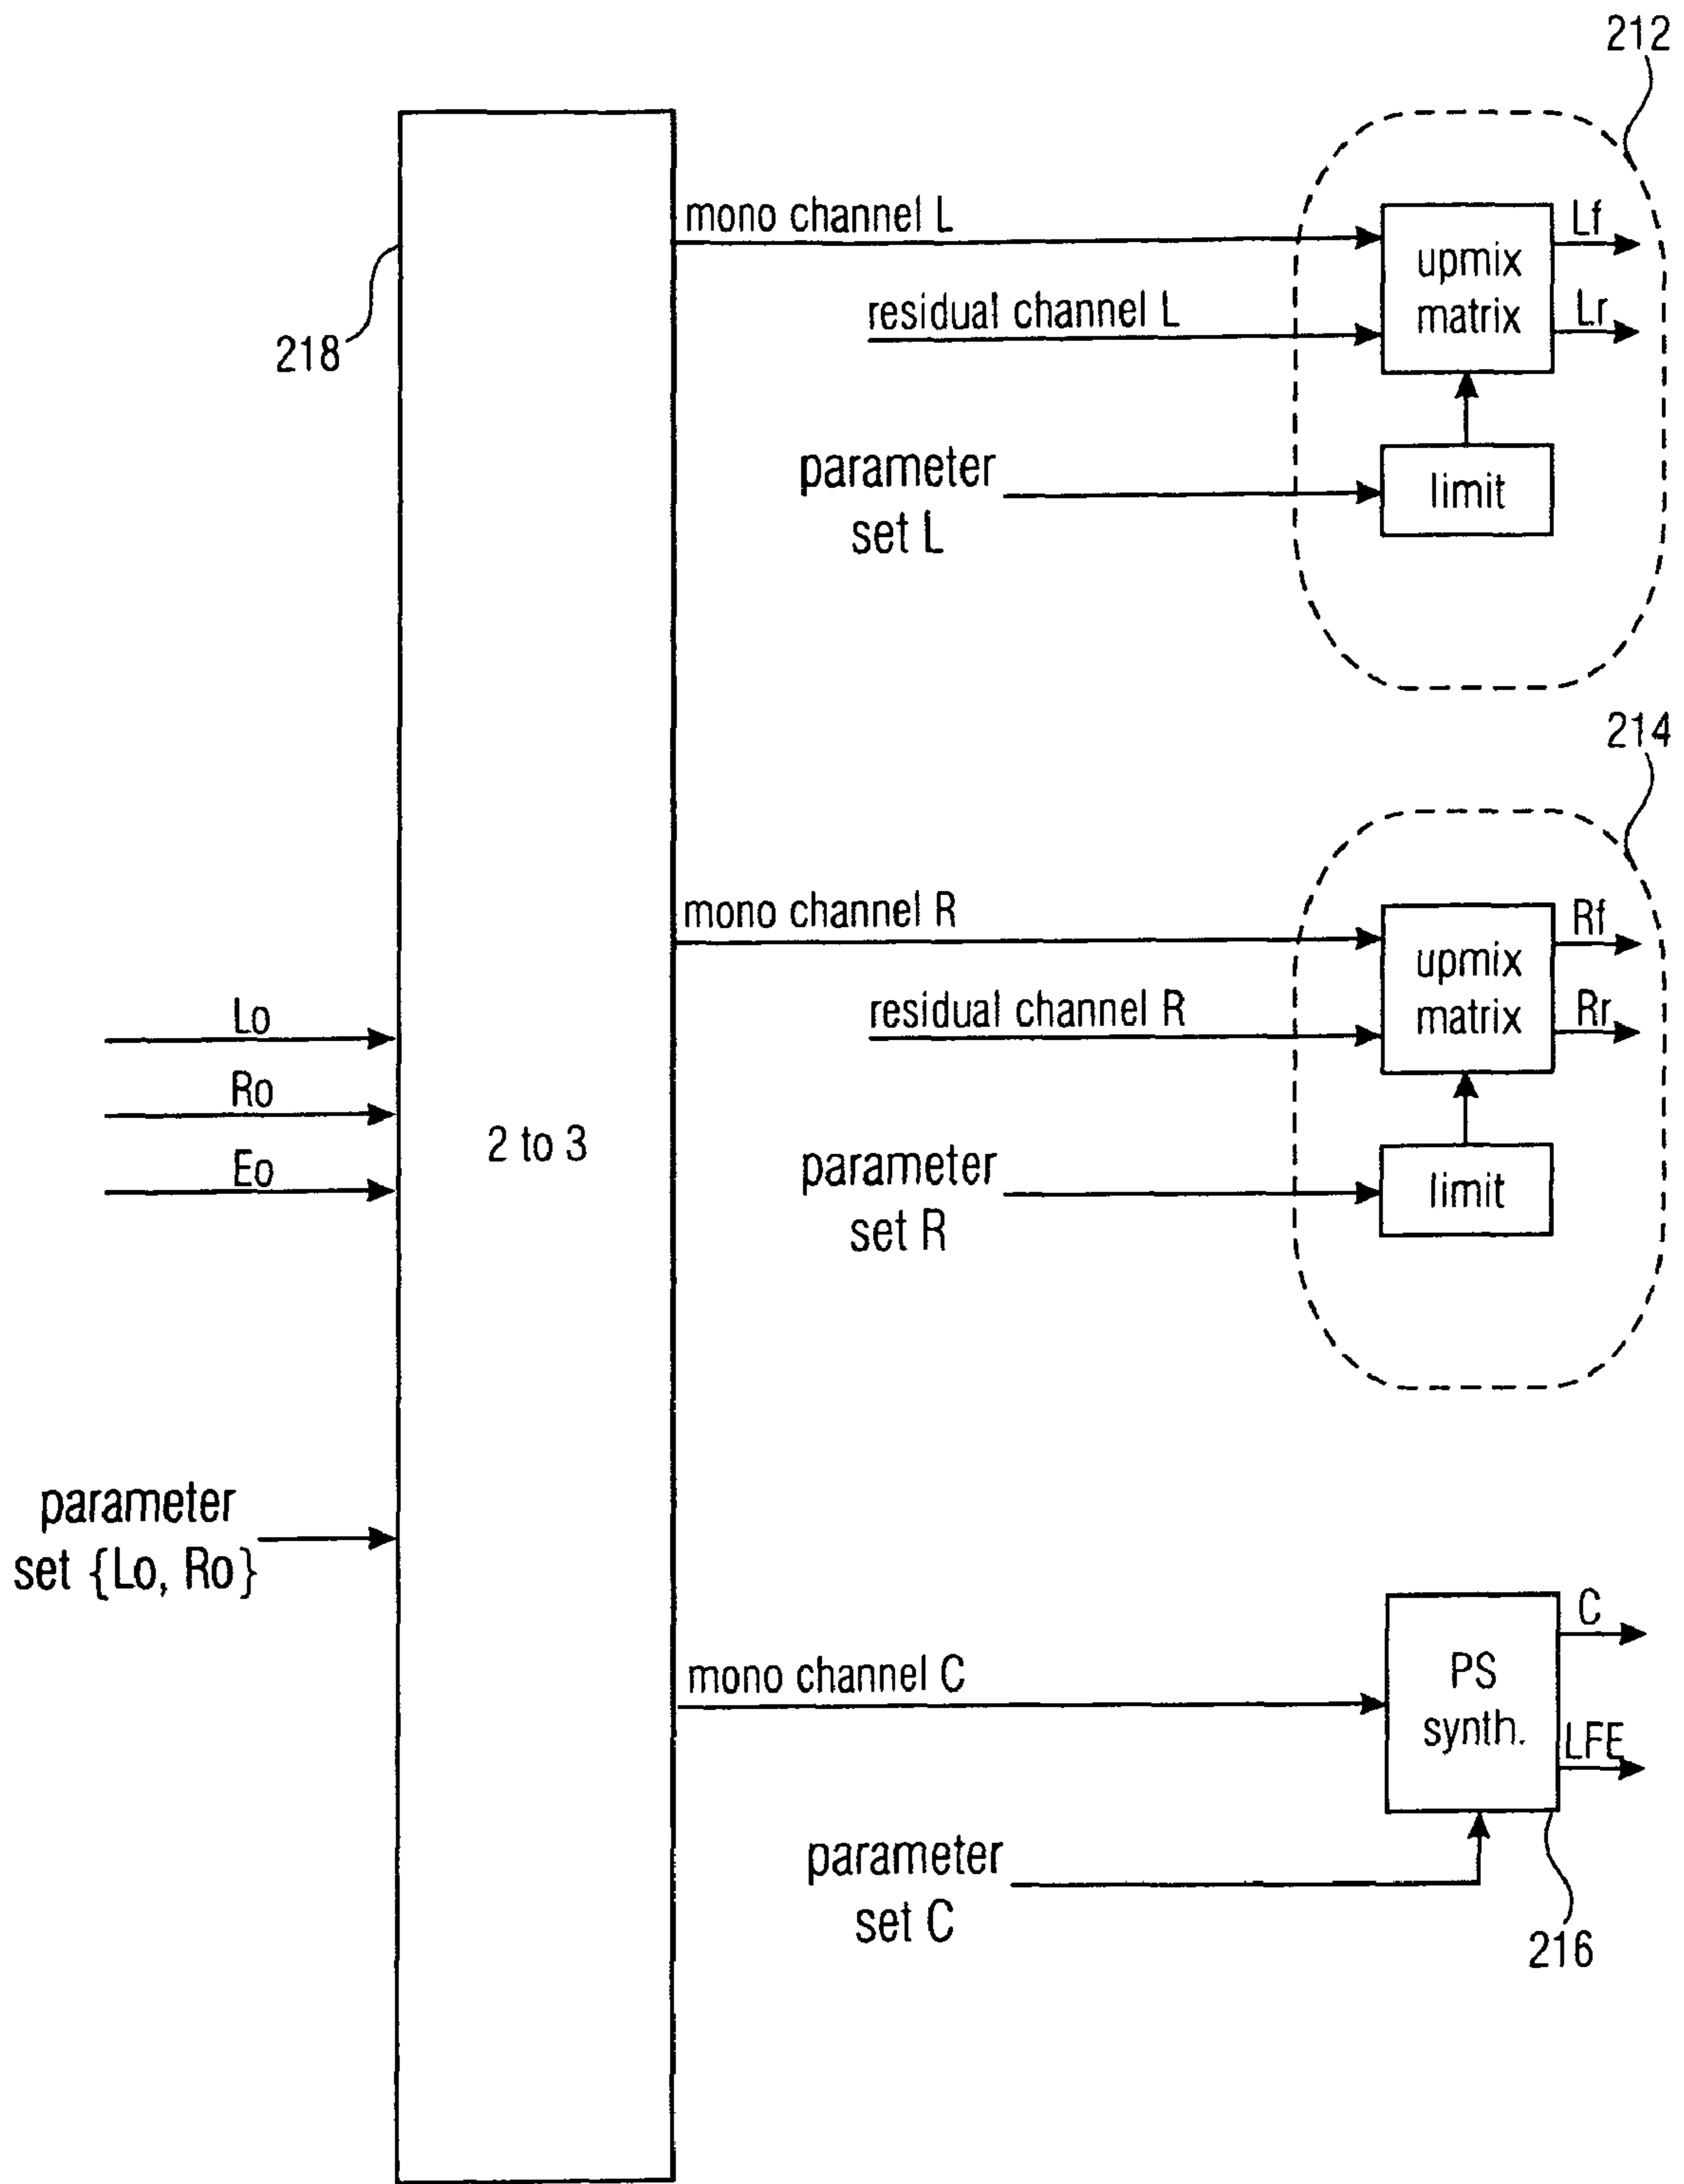 212
mono channel L
Lf
upmix
matrix
residual channel L
Lr
218
parameter
set L
limit
214
mono channel R
Rf
upmix
matrix
residual channel R
Rr
Lo
Ro
2 to 3
Eo
parameter
set R
limit
parameter
set {Lo, Ro}
C
mono channel C
PS
synth.
LFE
parameter
set C
216